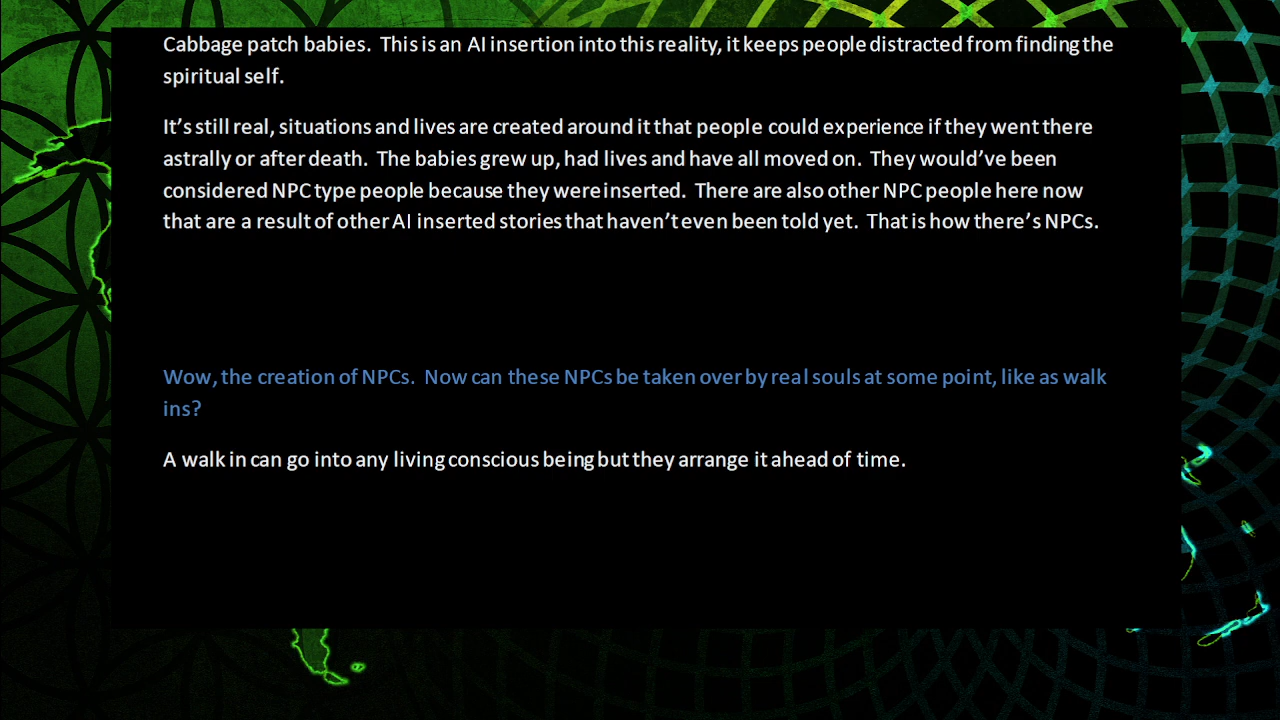 Cabbage patch babies.  This is an AI insertion into this reality, it keeps people distracted from finding the
spiritual self.
It's still real, situations and lives are created around it that people could experience if they went there
astrally or after death.  The babies grew up, had lives and have all moved on.  They would've been
considered NPC type people because they were inserted.  There are also other NPC people here now
that are a result of other AI inserted stories that haven't even been told yet.  That is how there's NPCs.
Wow, the creation of NPCs.  Now can these NPCs be taken over by real souls at some point, like as walk
ins?
A walk in can go into any living conscious being but they arrange it ahead of time.